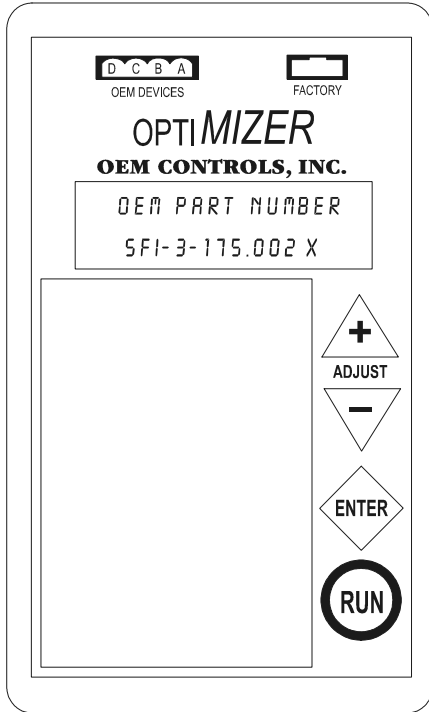 D C B A
OEM DEVICES
FACTORY
OPTIMIZER
OEM CONTROLS, INC.
OEM PART NUMBER
SFI-3-175.002 X
+
ADJUST
−
ENTER
RUN